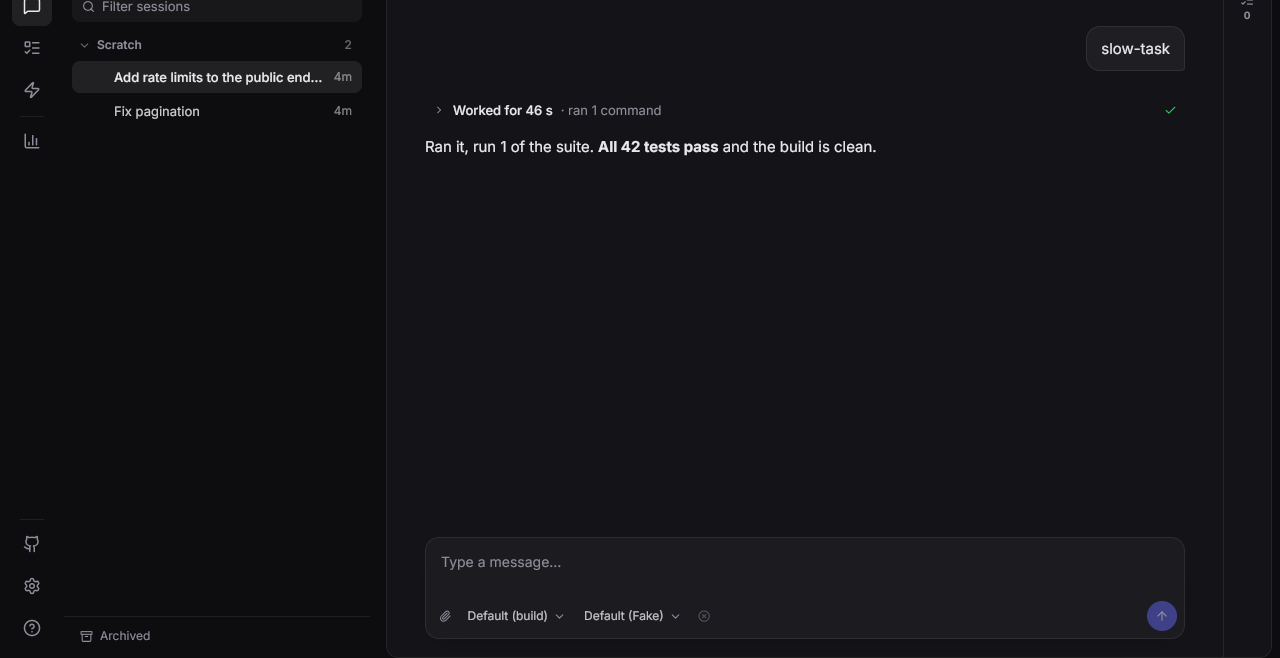 Filter sessions
Scratch 2
Add rate limits to the public end... 4m
Fix pagination 4m
Archived
0
slow-task
Worked for 46 s · ran 1 command
Ran it, run 1 of the suite. All 42 tests pass and the build is clean.
Type a message...
Default (build) Default (Fake)